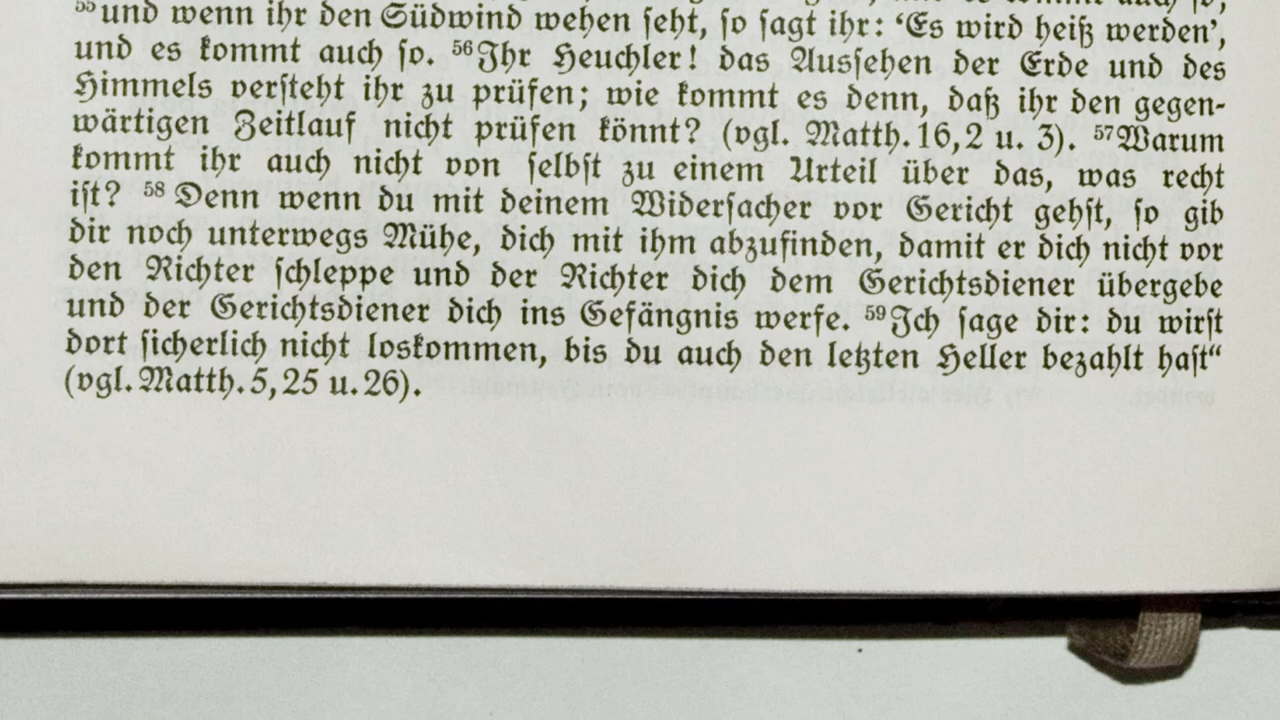 ⁵⁵und wenn ihr den Südwind wehen seht, so sagt ihr: ‘Es wird heiß werden’,
und es kommt auch so. ⁵⁶Ihr Heuchler! das Aussehen der Erde und des
Himmels versteht ihr zu prüfen; wie kommt es denn, daß ihr den gegen-
wärtigen Zeitlauf nicht prüfen könnt? (vgl. Matth. 16,2 u. 3). ⁵⁷Warum
kommt ihr auch nicht von selbst zu einem Urteil über das, was recht
ist? ⁵⁸ Denn wenn du mit deinem Widersacher vor Gericht gehst, so gib
dir noch unterwegs Mühe, dich mit ihm abzufinden, damit er dich nicht vor
den Richter schleppe und der Richter dich dem Gerichtsdiener übergebe
und der Gerichtsdiener dich ins Gefängnis werfe. ⁵⁹Ich sage dir: du wirst
dort sicherlich nicht loskommen, bis du auch den letzten Heller bezahlt hast“
(vgl. Matth. 5, 25 u. 26).